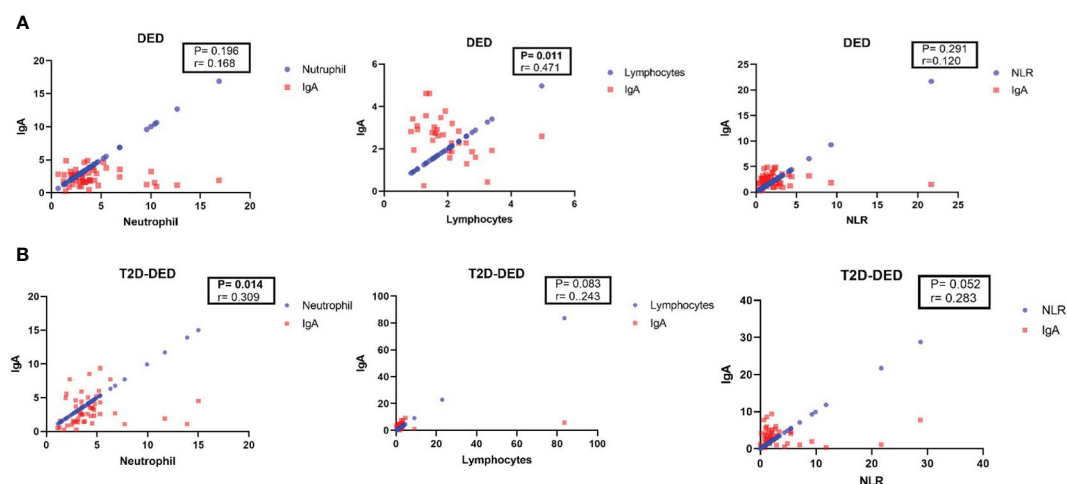 A
DED
P= 0.196
r= 0.168
Nutruphil
IgA
IgA
20
15
10
5
0
0 5 10 15 20
Neutrophil
DED
P= 0.011
r= 0.471
Lymphocytes
IgA
IgA
6
4
2
0
0 2 4 6
Lymphocytes
DED
P= 0.291
r=0.120
NLR
IgA
IgA
25
20
15
10
5
0
0 5 10 15 20 25
NLR
B
T2D-DED
P= 0.014
r= 0.309
Neutrophil
IgA
IgA
20
15
10
5
0
0 5 10 15 20
Neutrophil
T2D-DED
P= 0.083
r= 0..243
Lymphocytes
IgA
IgA
100
80
60
40
20
0
0 20 40 60 80 100
Lymphocytes
T2D-DED
P= 0.052
r= 0.283
NLR
IgA
IgA
40
30
20
10
0
0 10 20 30 40
NLR